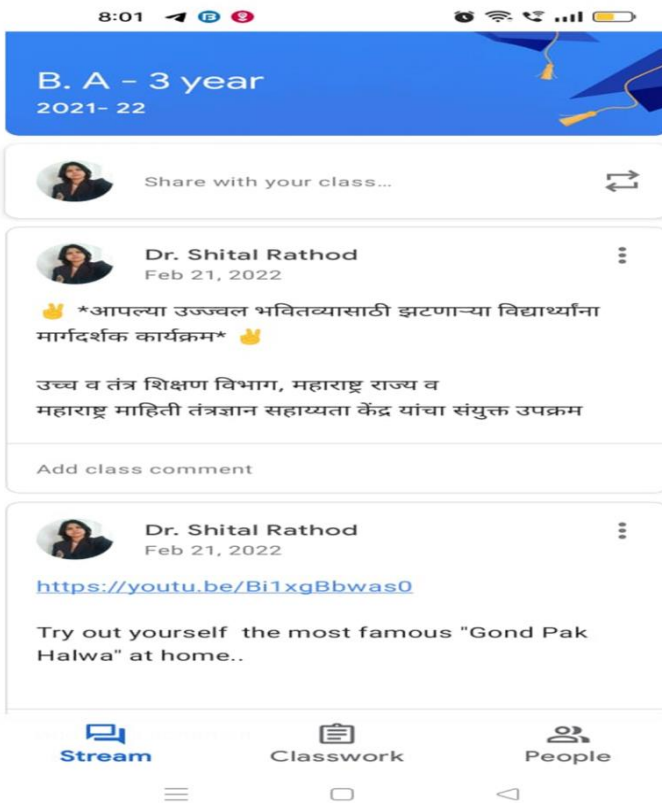 8:01
B. A - 3 year
2021- 22
Share with your class...
Dr. Shital Rathod
Feb 21, 2022
✌ *आपल्या उज्ज्वल भवितव्यासाठी झटणाऱ्या विद्यार्थ्यांना
मार्गदर्शक कार्यक्रम* ✌
उच्च व तंत्र शिक्षण विभाग, महाराष्ट्र राज्य व
महाराष्ट्र माहिती तंत्रज्ञान सहाय्यता केंद्र यांचा संयुक्त उपक्रम
Add class comment
Dr. Shital Rathod
Feb 21, 2022
https://youtu.be/Bi1xgBbwas0
Try out yourself  the most famous "Gond Pak
Halwa" at home..
Stream
Classwork
People